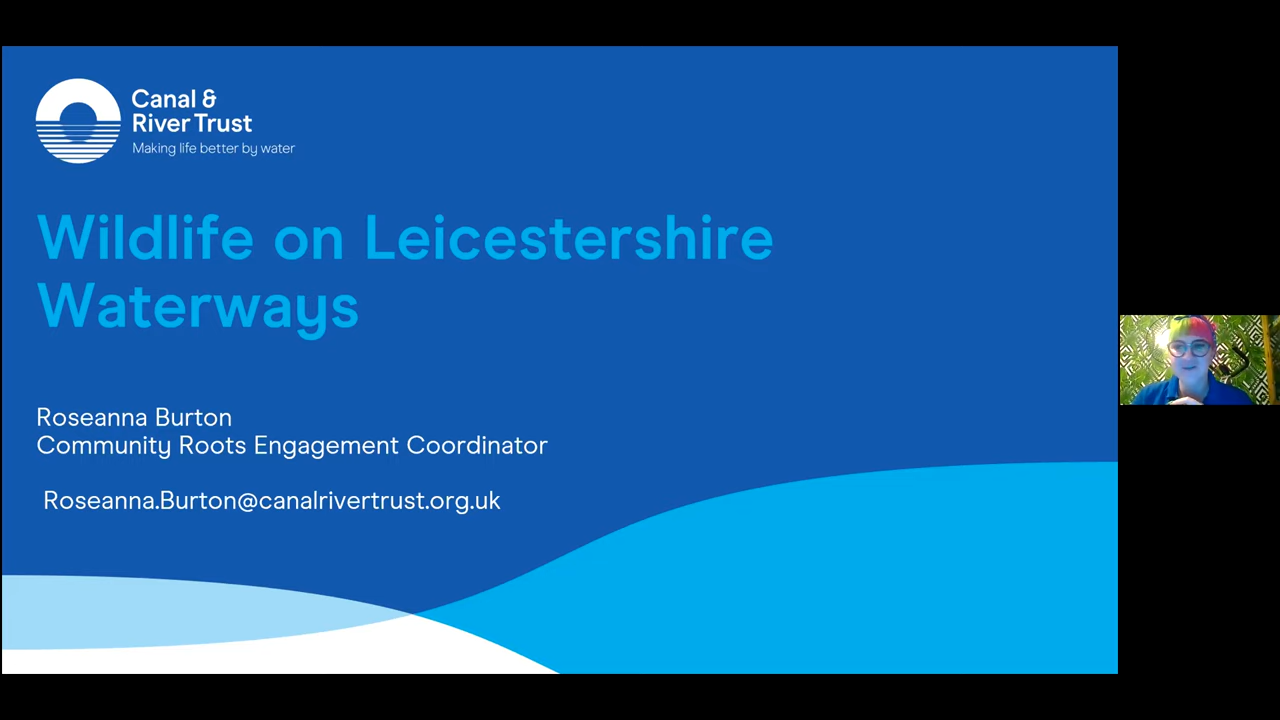 Canal &
River Trust
Making life better by water
Wildlife on Leicestershire
Waterways
Roseanna Burton
Community Roots Engagement Coordinator
Roseanna.Burton@canalrivertrust.org.uk